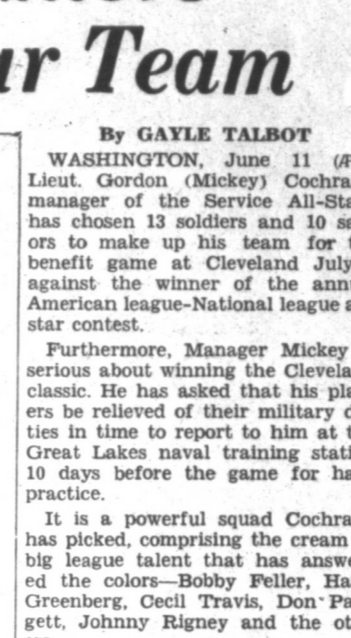 Team
By GAYLE TALBOT
WASHINGTON, June 11 (
Lieut. Gordon (Mickey) Cochra
manager of the Service All-Sta
has chosen 13 soldiers and 10 sa
ors to make up his team for t
benefit game at Cleveland July
against the winner of the ann
American league-National league a
star contest.
Furthermore, Manager Mickey
serious about winning the Clevela
classic. He has asked that his pla
ers be relieved of their military d
ties in time to report to him at t
Great Lakes naval training stati
10 days before the game for ha
practice.
It is a powerful squad Cochra
has picked, comprising the cream
big league talent that has answe
ed the colors—Bobby Feller, Ha
Greenberg, Cecil Travis, Don Pa
gett, Johnny Rigney and the ot